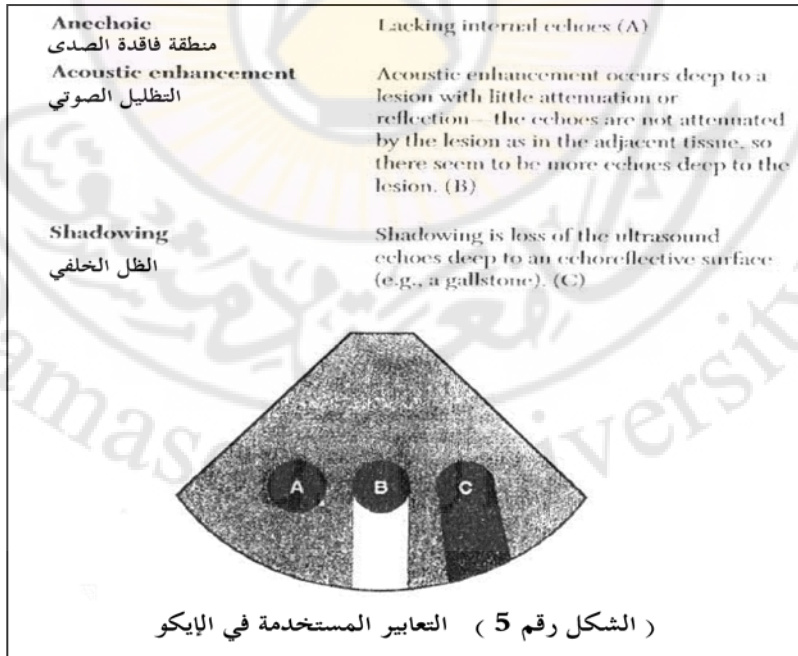 Anechoic
منطقة فاقدة الصدى
Lacking internal echoes (A)
Acoustic enhancement
التظليل الصوتي
Acoustic enhancement occurs deep to a
lesion with little attenuation or
reflection— the echoes are not attenuated
by the lesion as in the adjacent tissue, so
there seem to be more echoes deep to the
lesion. (B)
Shadowing
الظل الخلفي
Shadowing is loss of the ultrasound
echoes deep to an echoreflective surface
(e.g., a gallstone). (C)
A B C
( الشكل رقم 5 ) التعابير المستخدمة في الإيكو